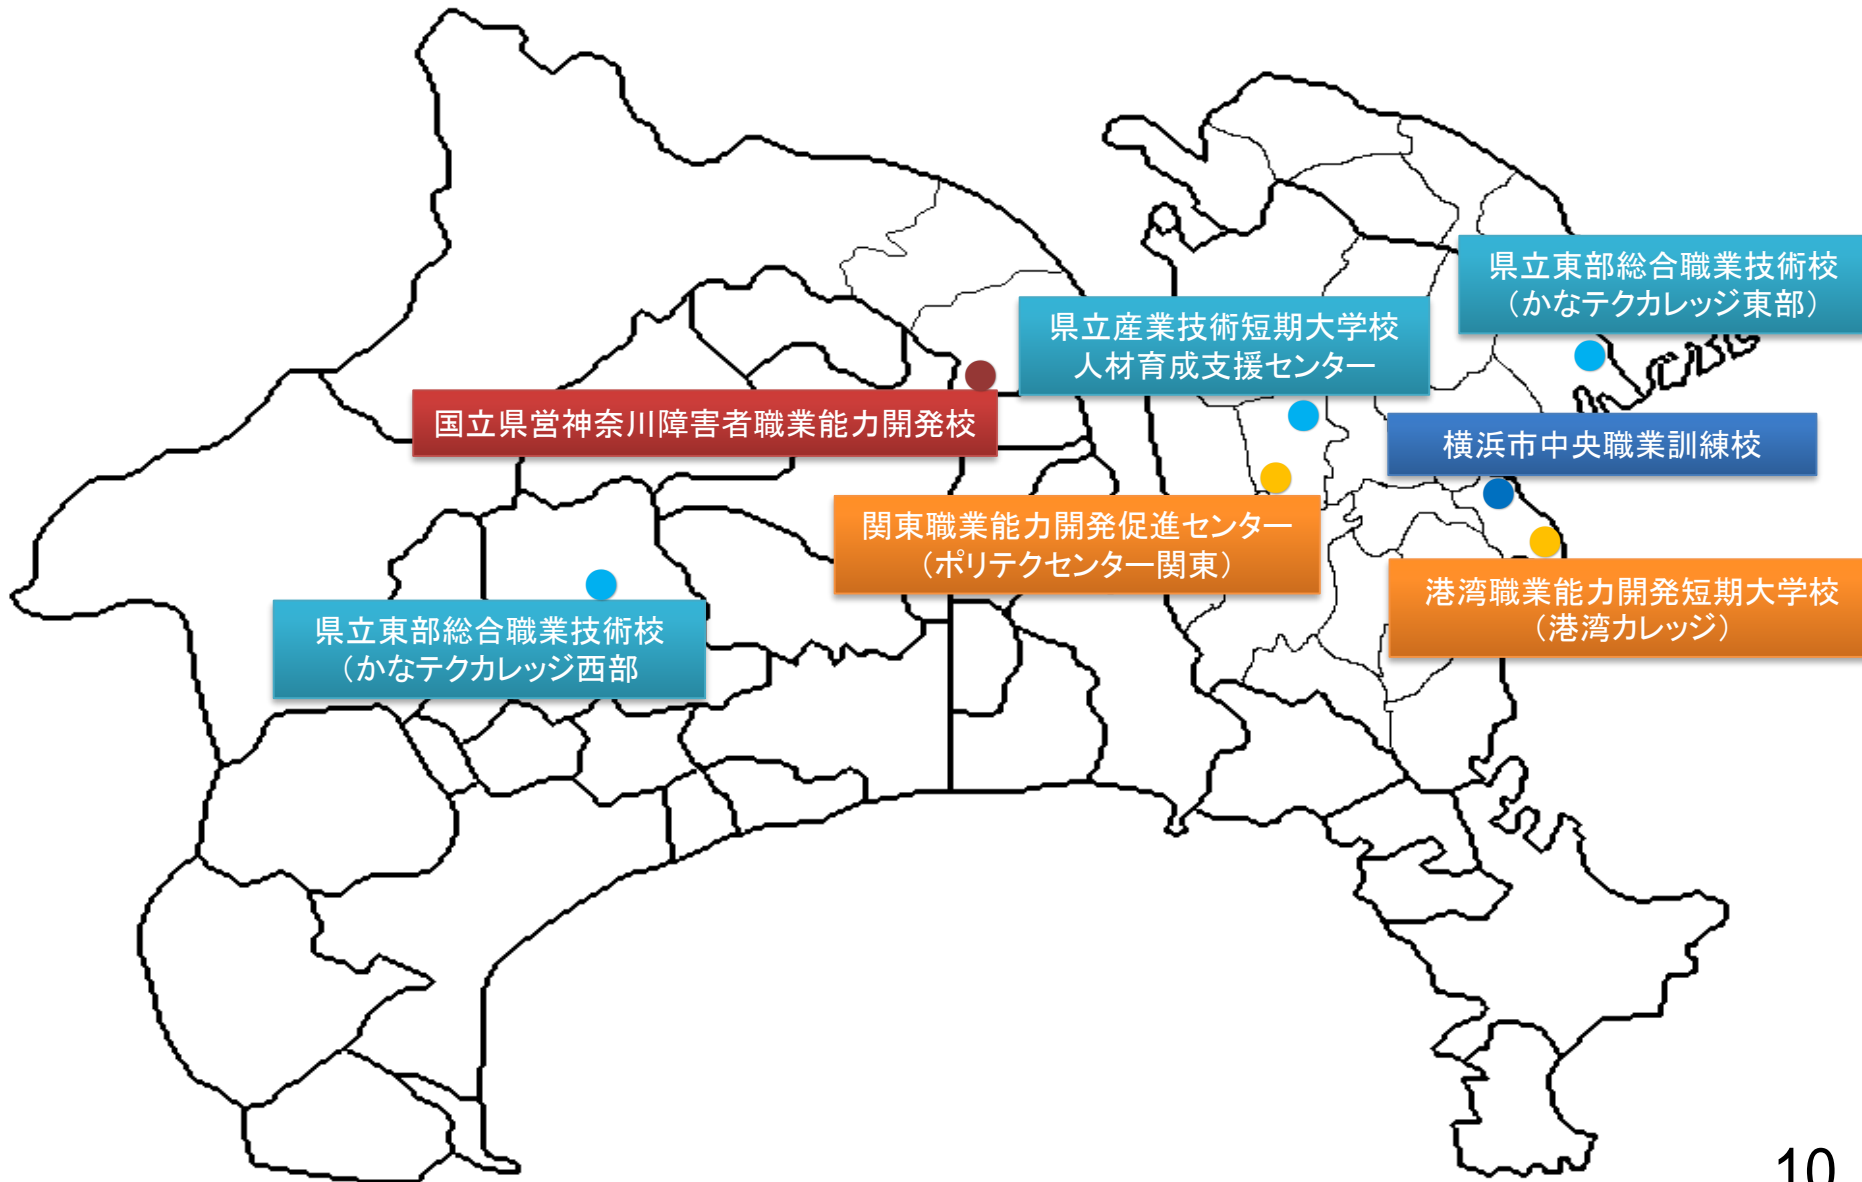 県立東部総合職業技術校
（かなテクカレッジ東部）
県立産業技術短期大学校
人材育成支援センター
国立県営神奈川障害者職業能力開発校
横浜市中央職業訓練校
関東職業能力開発促進センター
（ポリテクセンター関東）
港湾職業能力開発短期大学校
（港湾カレッジ）
県立東部総合職業技術校
（かなテクカレッジ西部
10